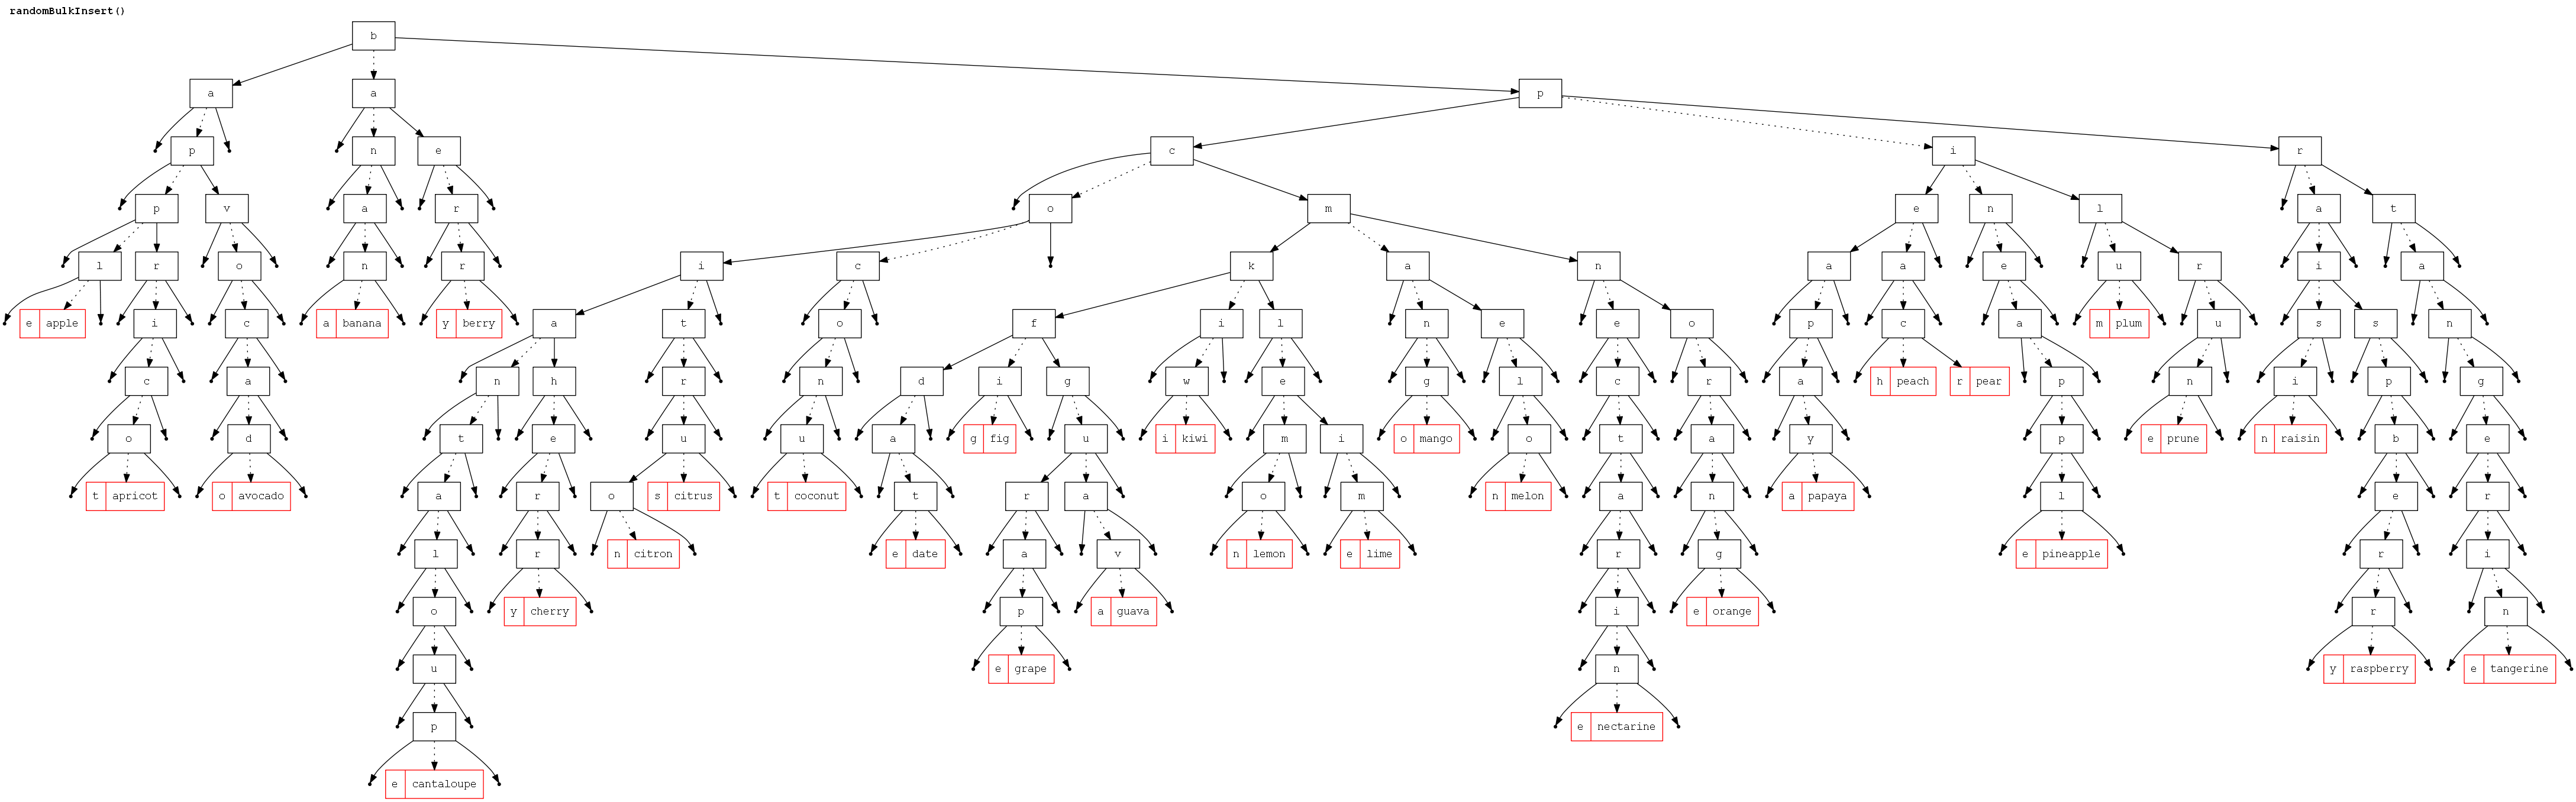 randomBulkInsert()
b
a a p
p n e c i r
p v a r o m e n l a t
l r o n r i c k a n a a e u r i a
e apple i c a banana y berry a t o f i l n e e o p c a m plum u s s n
c a n h r n d i g w e g l c r a h peach r pear p n i p g
o d t e u u g fig a u i kiwi m i o mango o t a y p e prune n raisin b e
t apricot o avocado a r o s citrus t coconut t r a o m n melon a n a papaya l e r
l r n citron e date a v n lemon e lime r g e pineapple r i
o y cherry p a guava i e orange r n
u e grape n y raspberry e tangerine
p e nectarine
e cantaloupe